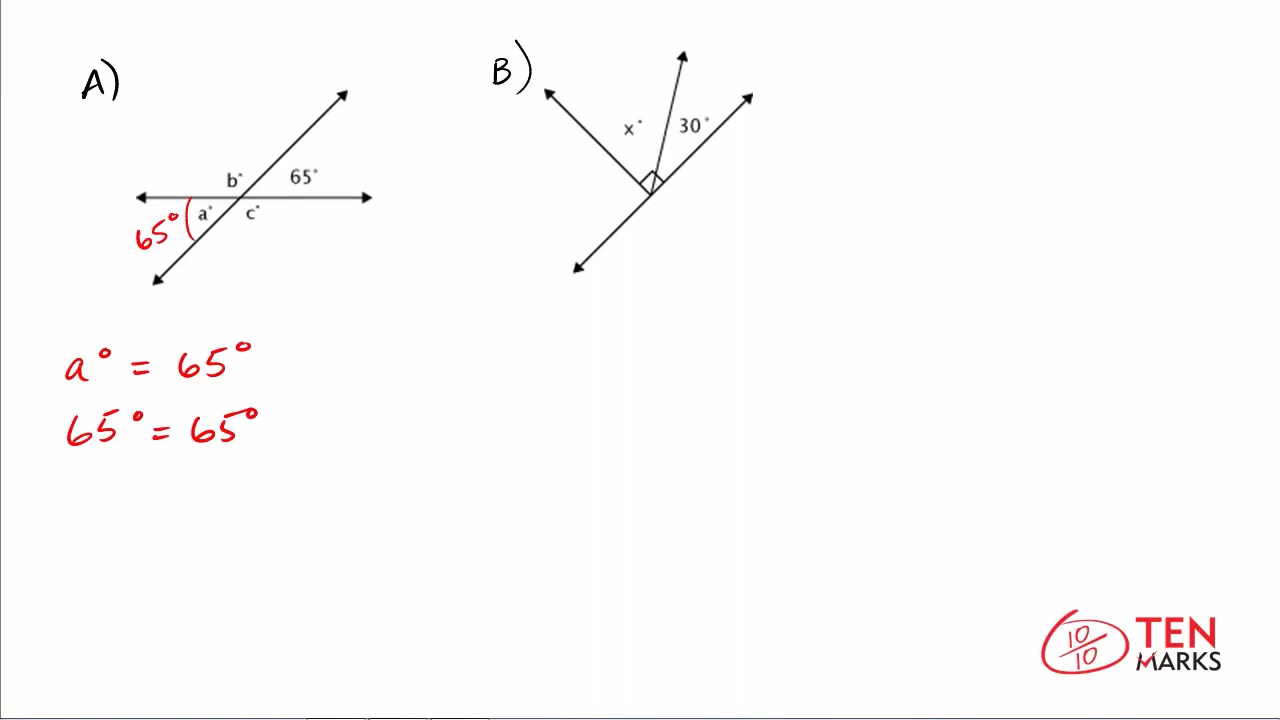 A)
b° 65°
65° a° c°
a° = 65°
65° = 65°
B)
x° 30°
10/10 TEN
MARKS